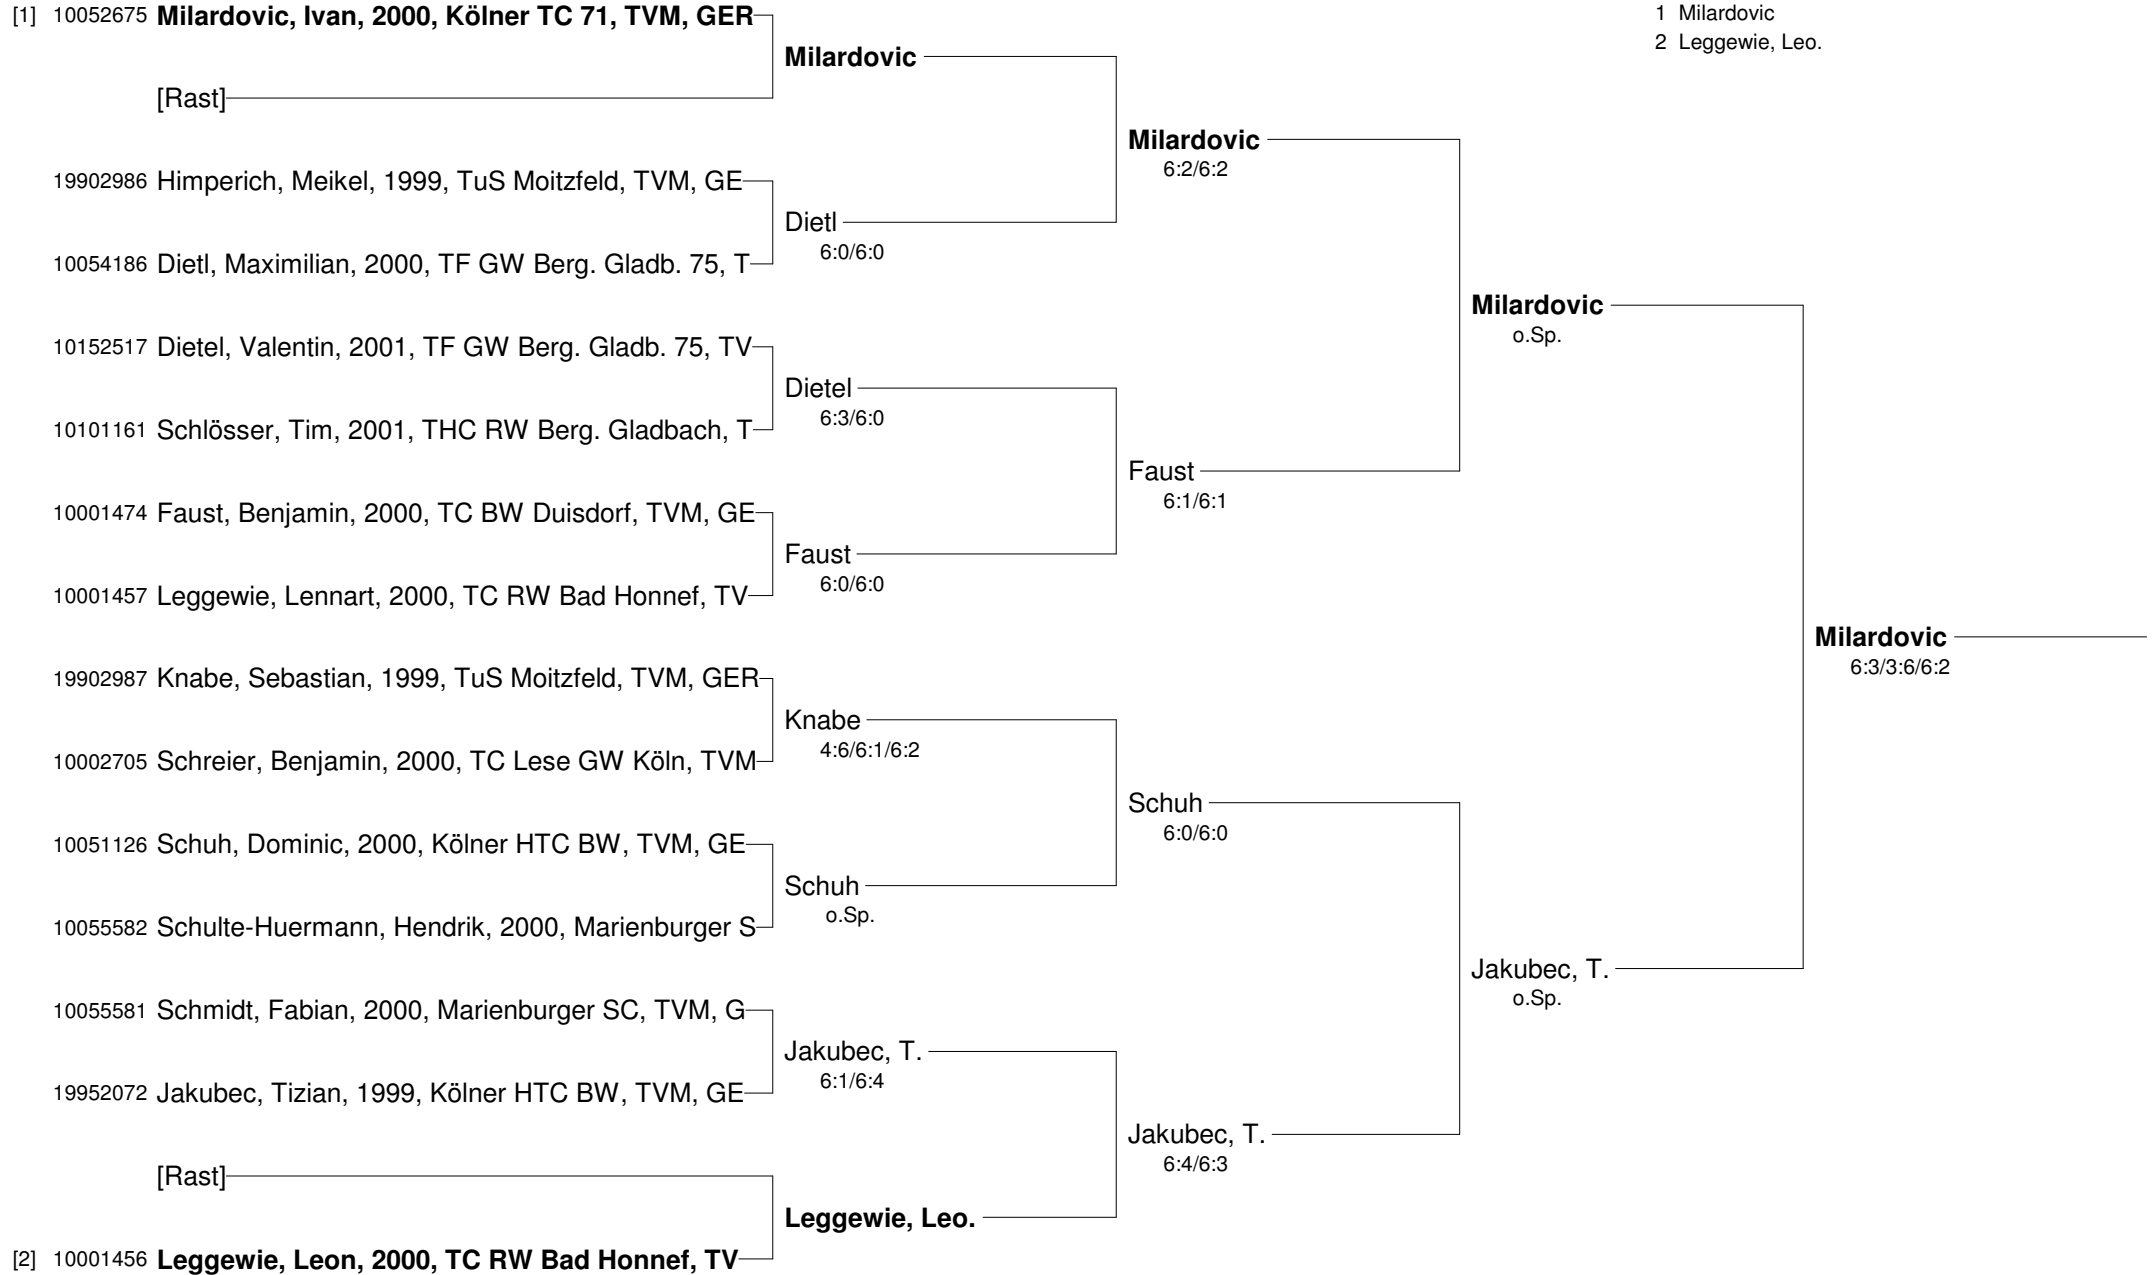 [1] 10052675 Milardovic, Ivan, 2000, Kölner TC 71, TVM, GER
1 Milardovic
2 Leggewie, Leo.
Milardovic
[Rast]
Milardovic
6:2/6:2
19902986 Himperich, Meikel, 1999, TuS Moitzfeld, TVM, GE
Dietl
6:0/6:0
10054186 Dietl, Maximilian, 2000, TF GW Berg. Gladb. 75, T
Milardovic
o.Sp.
10152517 Dietel, Valentin, 2001, TF GW Berg. Gladb. 75, TV
Dietel
6:3/6:0
10101161 Schlösser, Tim, 2001, THC RW Berg. Gladbach, T
Faust
6:1/6:1
10001474 Faust, Benjamin, 2000, TC BW Duisdorf, TVM, GE
Faust
6:0/6:0
10001457 Leggewie, Lennart, 2000, TC RW Bad Honnef, TV
Milardovic
6:3/3:6/6:2
19902987 Knabe, Sebastian, 1999, TuS Moitzfeld, TVM, GER
Knabe
4:6/6:1/6:2
10002705 Schreier, Benjamin, 2000, TC Lese GW Köln, TVM
Schuh
6:0/6:0
10051126 Schuh, Dominic, 2000, Kölner HTC BW, TVM, GE
Schuh
o.Sp.
10055582 Schulte-Huermann, Hendrik, 2000, Marienburger S
Jakubec, T.
o.Sp.
10055581 Schmidt, Fabian, 2000, Marienburger SC, TVM, G
Jakubec, T.
6:1/6:4
19952072 Jakubec, Tizian, 1999, Kölner HTC BW, TVM, GE
Jakubec, T.
6:4/6:3
[Rast]
Leggewie, Leo.
[2] 10001456 Leggewie, Leon, 2000, TC RW Bad Honnef, TV